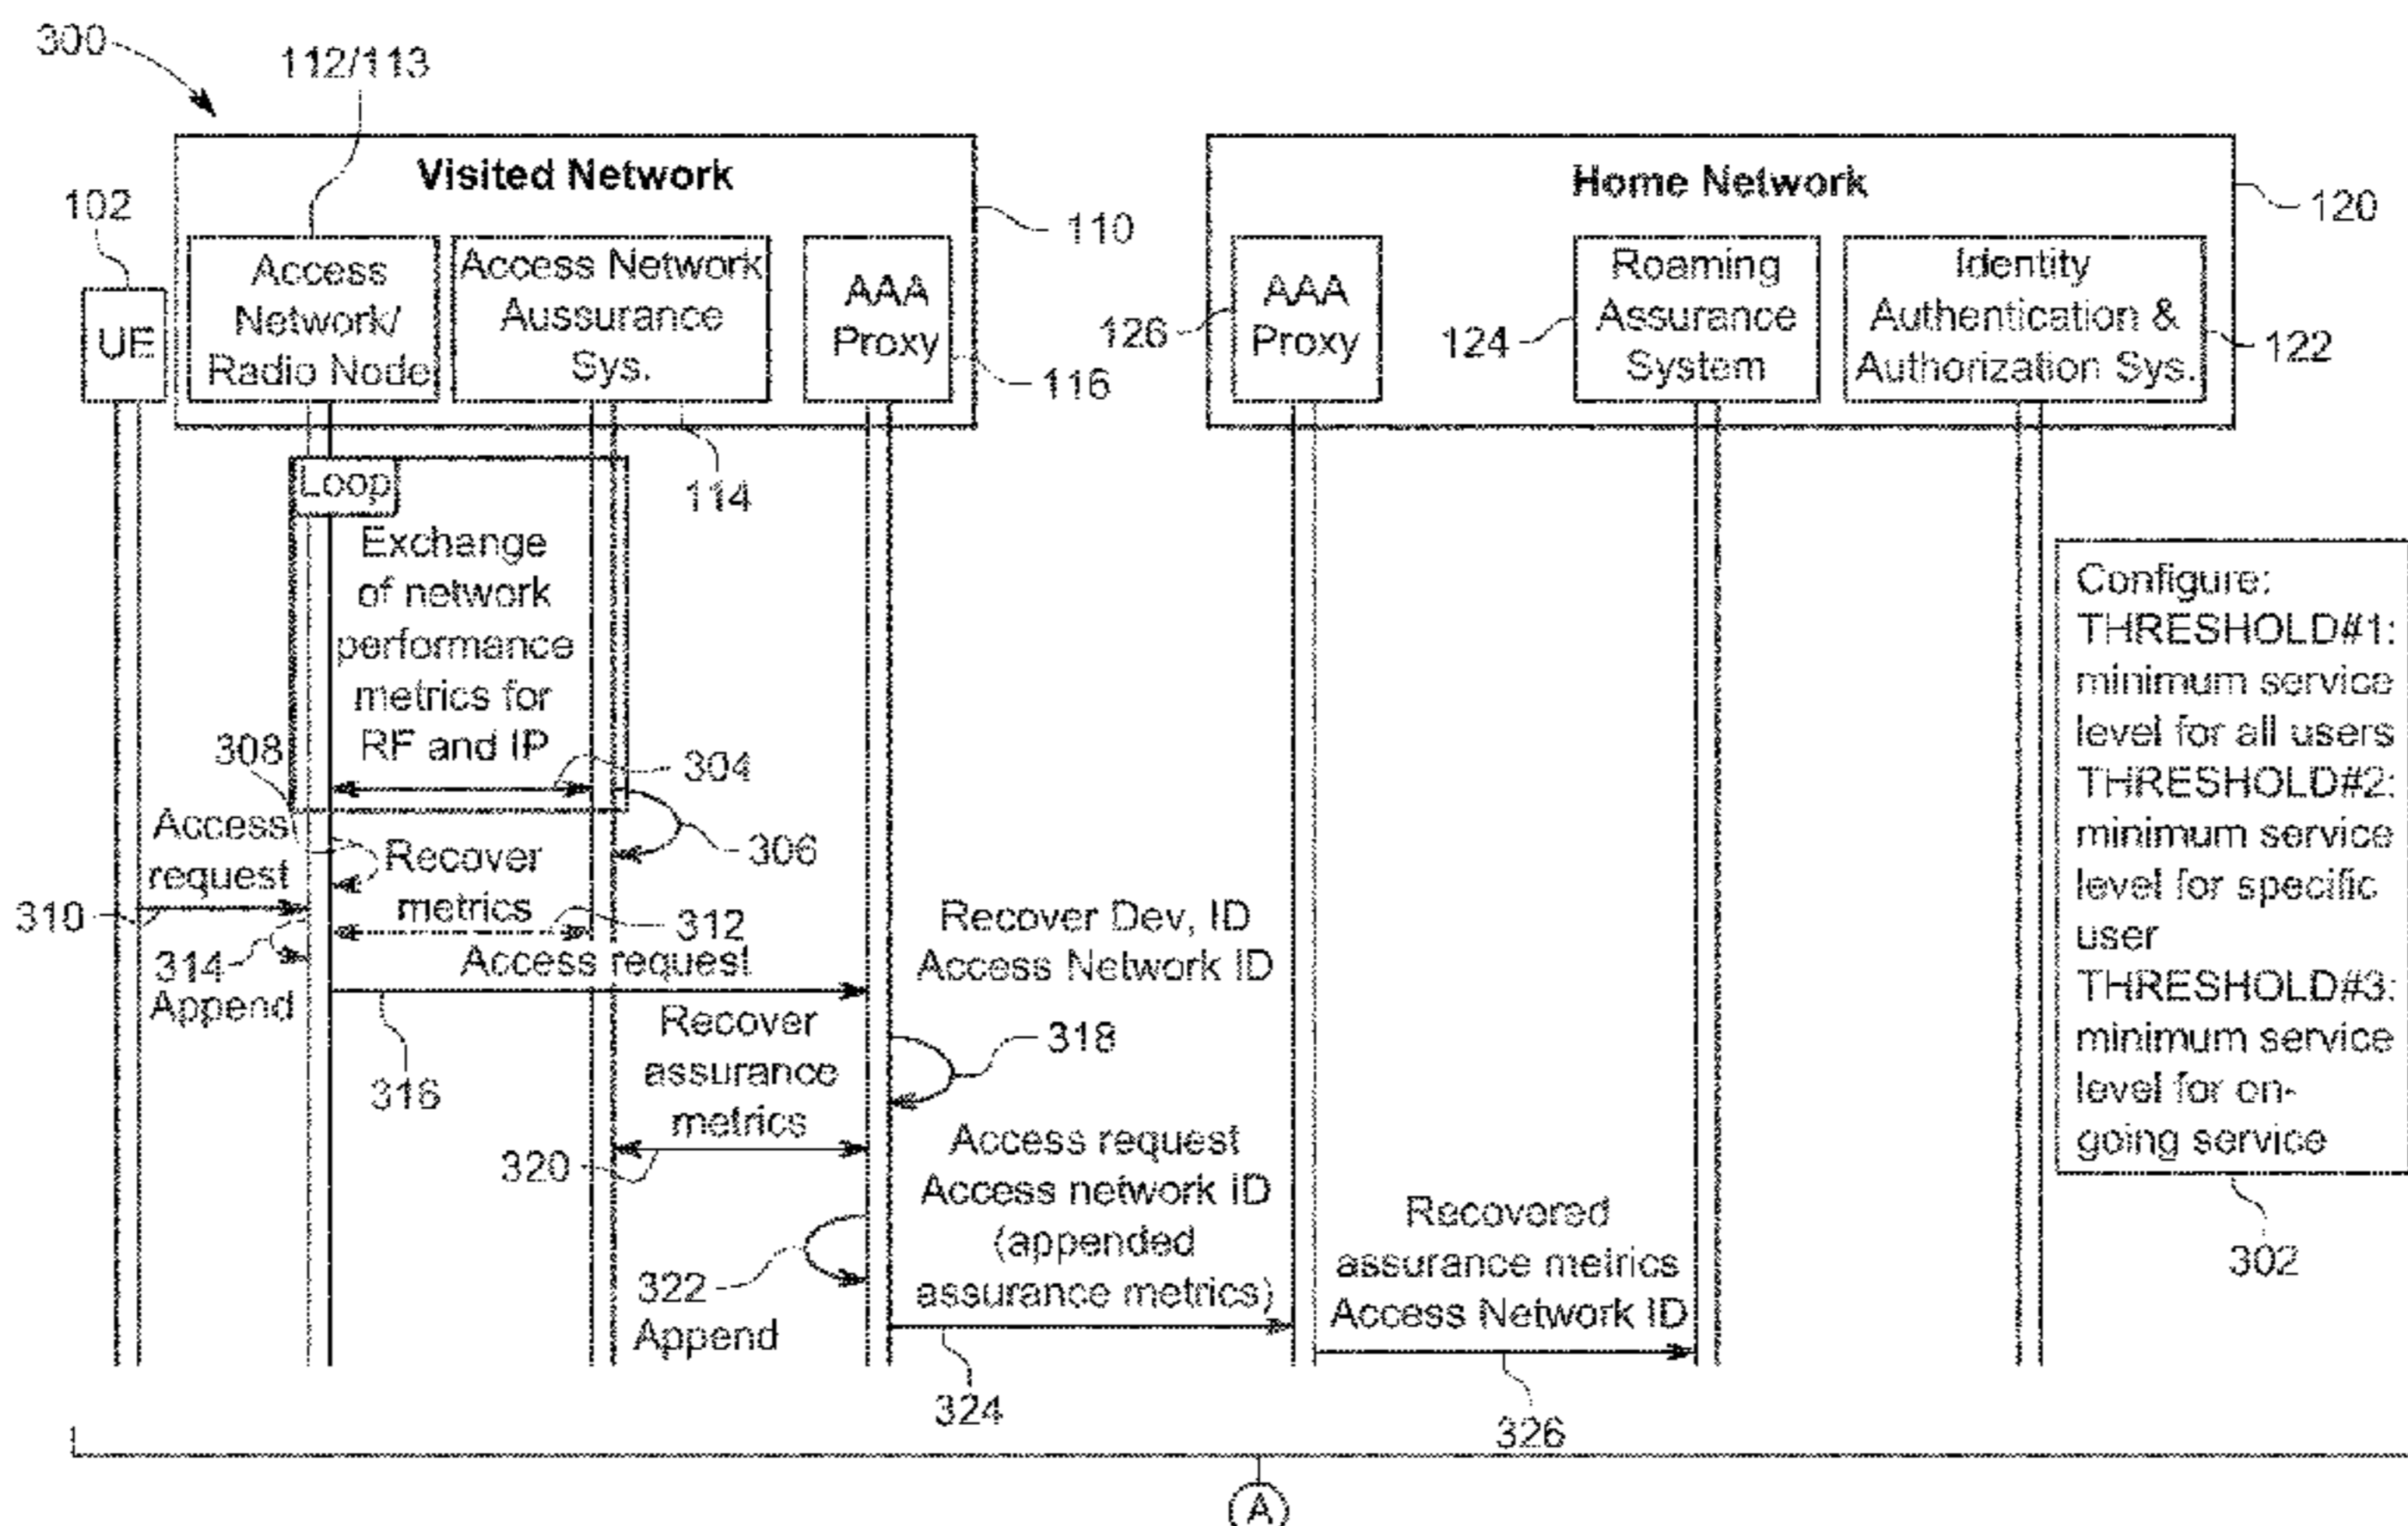 300
112/113
Visited Network
Home Network
102
110
120
UE
Access
Network/
Radio Node
Access Network
Aussurance
Sys.
AAA
Proxy
116
126
AAA
Proxy
124
Roaming
Assurance
System
Identity
Authentication &
Authorization Sys.
122
114
Loop
Exchange
of network
performance
metrics for
RF and IP
304
308
306
Access
request
310
Recover
metrics
312
314
Append
Access request
316
Recover Dev, ID
Access Network ID
318
Recover
assurance
metrics
320
322
Append
Access request
Access network ID
(appended
assurance metrics)
324
Recovered
assurance metrics
Access Network ID
326
Configure:
THRESHOLD#1:
minimum service
level for all users
THRESHOLD#2:
minimum service
level for specific
user
THRESHOLD#3:
minimum service
level for on-
going service
302
A